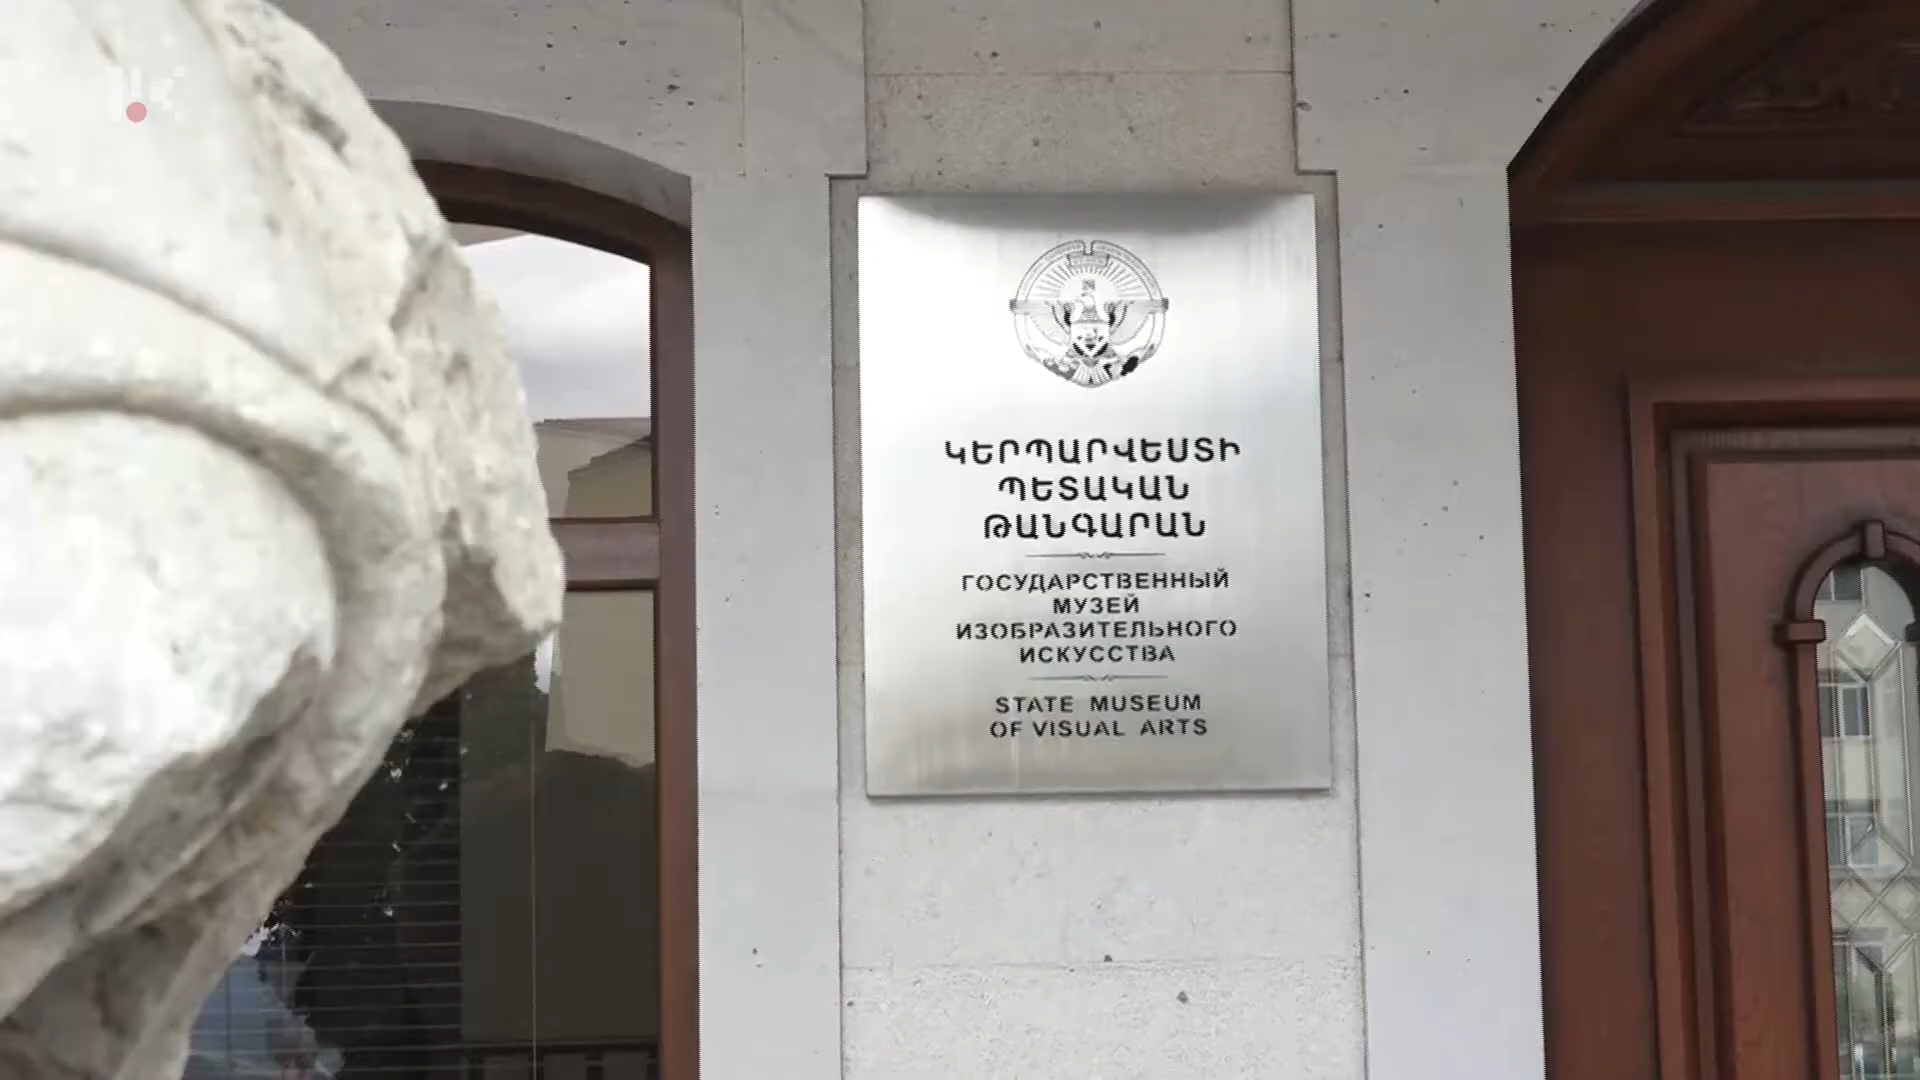 ԿԵՐՊԱՐՎԵՍՏԻ
ՊԵՏԱԿԱՆ
ԹԱՆԳԱՐԱՆ
ГОСУДАРСТВЕННЫЙ
МУЗЕЙ
ИЗОБРАЗИТЕЛЬНОГО
ИСКУССТВА
STATE MUSEUM
OF VISUAL ARTS